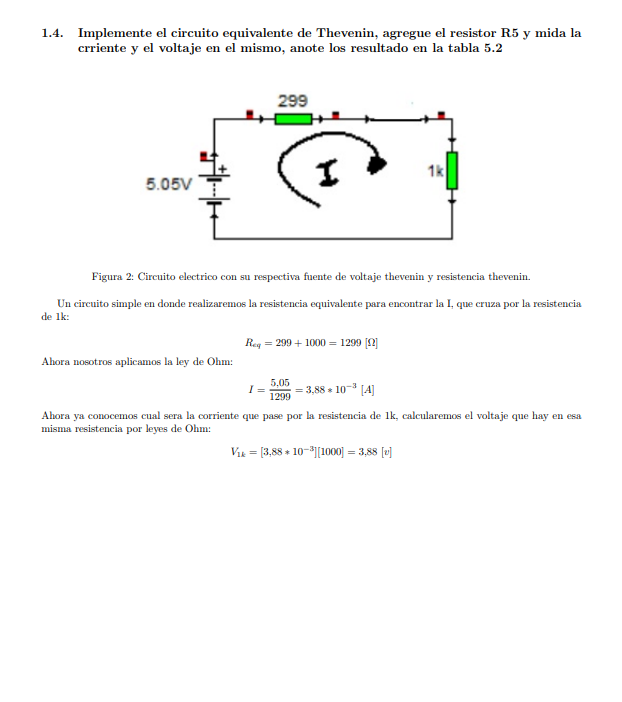 1.4. Implemente el circuito equivalente de Thevenin, agregue el resistor R5 y mida la
crriente y el voltaje en el mismo, anote los resultado en la tabla 5.2
299
I
1k
5.05V
+
Figura 2: Circuito electrico con su respectiva fuente de voltaje thevenin y resistencia thevenin.
Un circuito simple en donde realizaremos la resistencia equivalente para encontrar la I, que cruza por la resistencia
de 1k:
Req = 299 + 1000 = 1299 [Ω]
Ahora nosotros aplicamos la ley de Ohm:
I = 5,05/1299 = 3,88 ∗ 10⁻³ [A]
Ahora ya conocemos cual sera la corriente que pase por la resistencia de 1k, calcularemos el voltaje que hay en esa
misma resistencia por leyes de Ohm:
V1k = [3,88 ∗ 10⁻³][1000] = 3,88 [v]